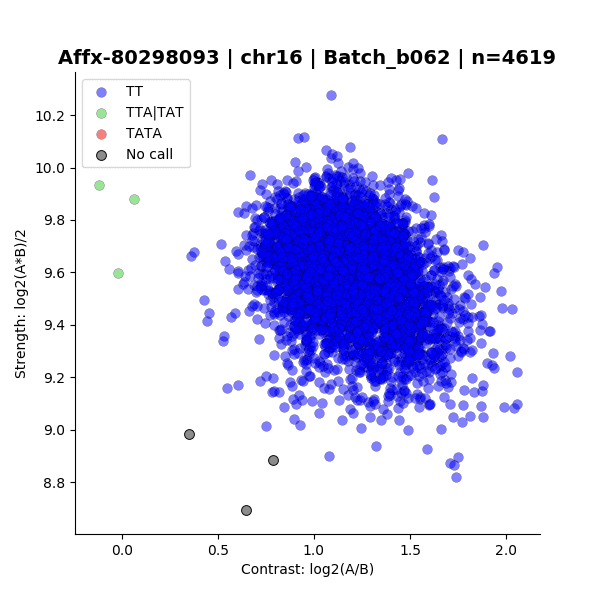 Affx-80298093 | chr16 | Batch_b062 | n=4619
TT
TTA|TAT
TATA
No call
10.2
10.0
9.8
9.6
9.4
9.2
9.0
8.8
Strength: log2(A*B)/2
0.0 0.5 1.0 1.5 2.0
Contrast: log2(A/B)